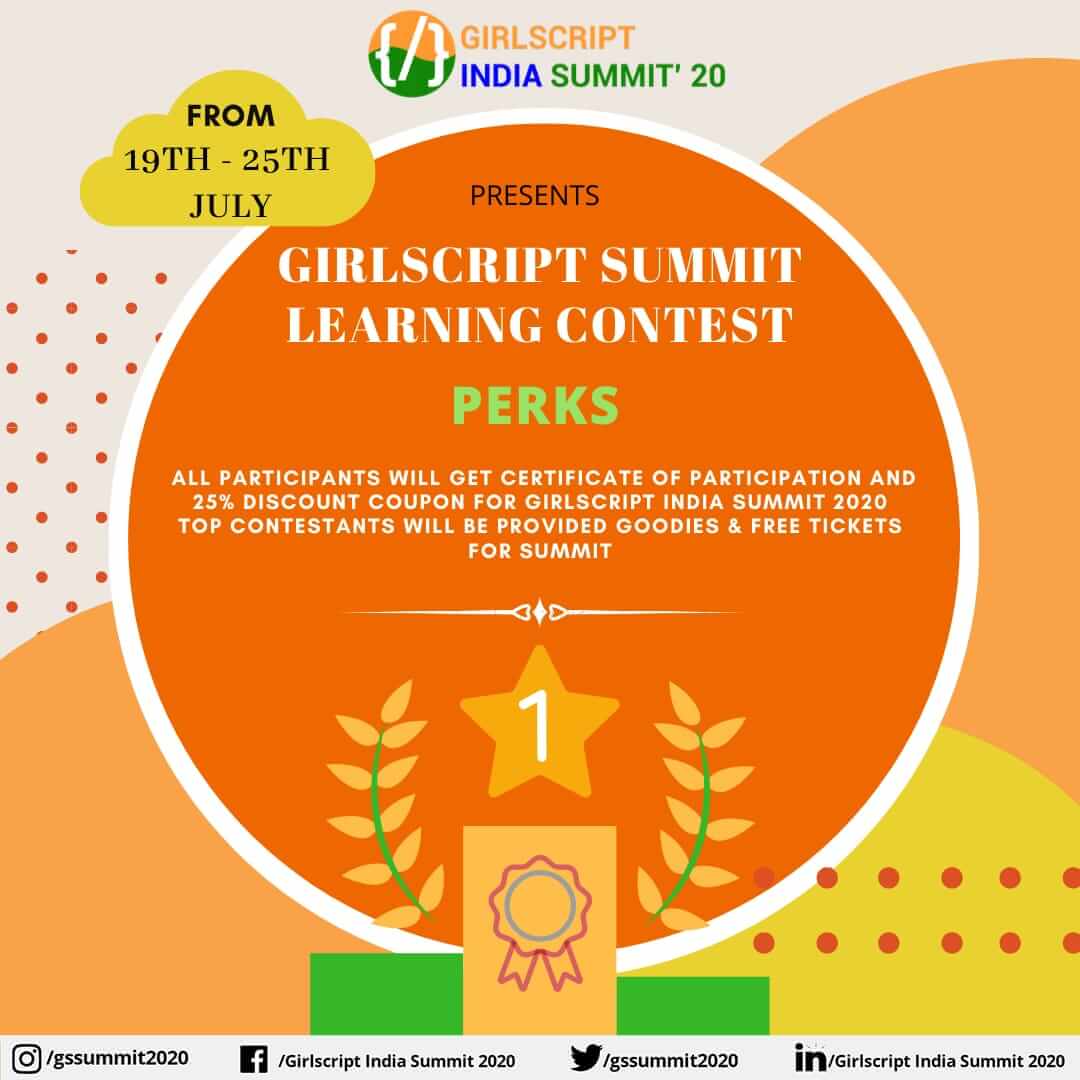 {/} GIRLSCRIPT
INDIA SUMMIT' 20
FROM
19TH - 25TH
JULY
PRESENTS
GIRLSCRIPT SUMMIT
LEARNING CONTEST
PERKS
ALL PARTICIPANTS WILL GET CERTIFICATE OF PARTICIPATION AND
25% DISCOUNT COUPON FOR GIRLSCRIPT INDIA SUMMIT 2020
TOP CONTESTANTS WILL BE PROVIDED GOODIES & FREE TICKETS
FOR SUMMIT
1
/gssummit2020
/Girlscript India Summit 2020
/gssummit2020
in /Girlscript India Summit 2020